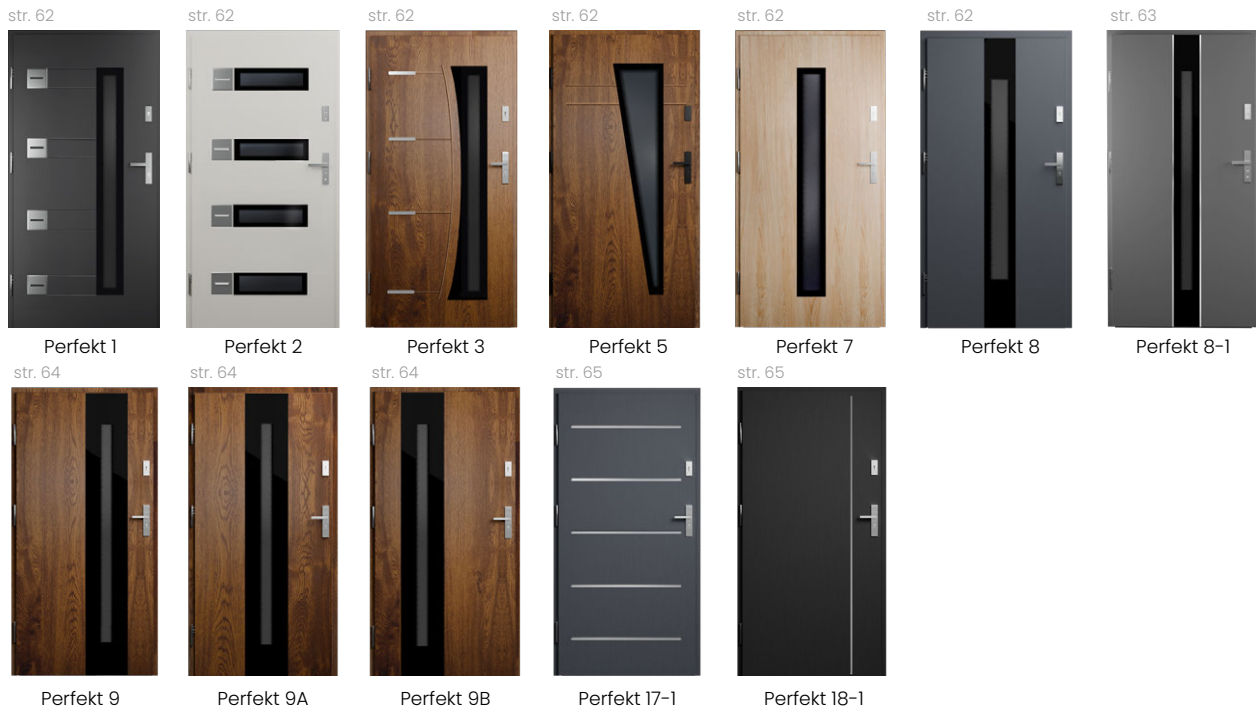 str. 62 str. 62 str. 62 str. 62 str. 62 str. 62 str. 63
Perfekt 1 Perfekt 2 Perfekt 3 Perfekt 5 Perfekt 7 Perfekt 8 Perfekt 8-1
str. 64 str. 64 str. 64 str. 65 str. 65
Perfekt 9 Perfekt 9A Perfekt 9B Perfekt 17-1 Perfekt 18-1